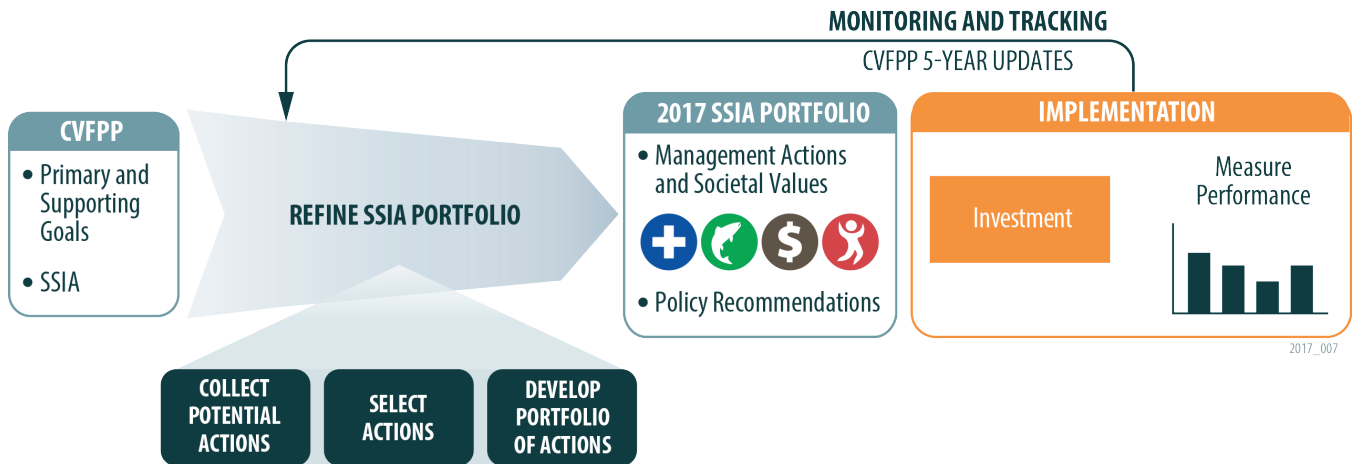 MONITORING AND TRACKING
CVFPP 5-YEAR UPDATES
CVFPP
• Primary and
Supporting
Goals
• SSIA
REFINE SSIA PORTFOLIO
COLLECT
POTENTIAL
ACTIONS
SELECT
ACTIONS
DEVELOP
PORTFOLIO
OF ACTIONS
2017 SSIA PORTFOLIO
• Management Actions
and Societal Values
$
• Policy Recommendations
IMPLEMENTATION
Investment
Measure
Performance
2017_007